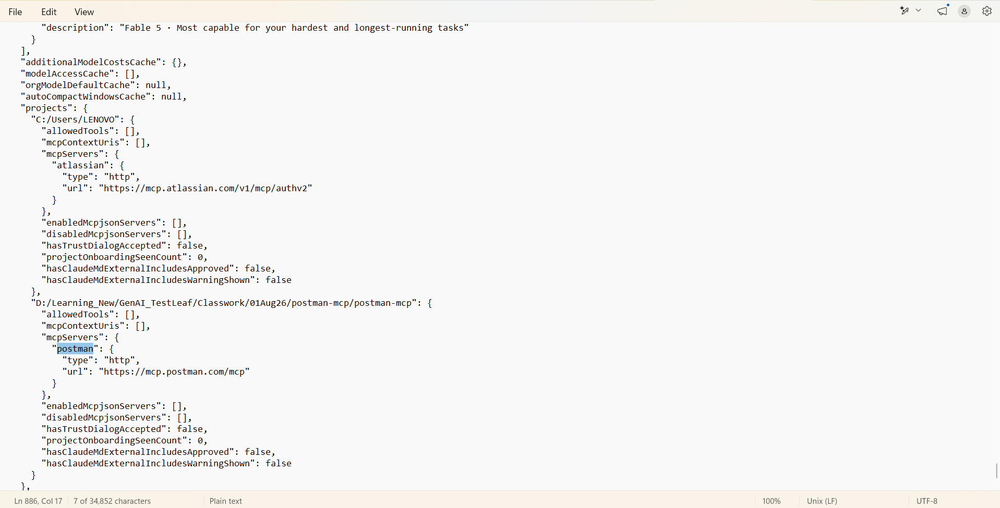 File Edit View
"description": "Fable 5 · Most capable for your hardest and longest-running tasks"
}
],
"additionalModelCostsCache": {},
"modelAccessCache": [],
"orgModelDefaultCache": null,
"autoCompactWindowsCache": null,
"projects": {
"C:/Users/LENOVO": {
"allowedTools": [],
"mcpContextUris": [],
"mcpServers": {
"atlassian": {
"type": "http",
"url": "https://mcp.atlassian.com/v1/mcp/authv2"
}
},
"enabledMcpjsonServers": [],
"disabledMcpjsonServers": [],
"hasTrustDialogAccepted": false,
"projectOnboardingSeenCount": 0,
"hasClaudeMdExternalIncludesApproved": false,
"hasClaudeMdExternalIncludesWarningShown": false
},
"D:/Learning_New/GenAI_TestLeaf/Classwork/01Aug26/postman-mcp/postman-mcp": {
"allowedTools": [],
"mcpContextUris": [],
"mcpServers": {
"postman": {
"type": "http",
"url": "https://mcp.postman.com/mcp"
}
},
"enabledMcpjsonServers": [],
"disabledMcpjsonServers": [],
"hasTrustDialogAccepted": false,
"projectOnboardingSeenCount": 0,
"hasClaudeMdExternalIncludesApproved": false,
"hasClaudeMdExternalIncludesWarningShown": false
}
},
Ln 886, Col 17 7 of 34,852 characters Plain text 100% Unix (LF) UTF-8